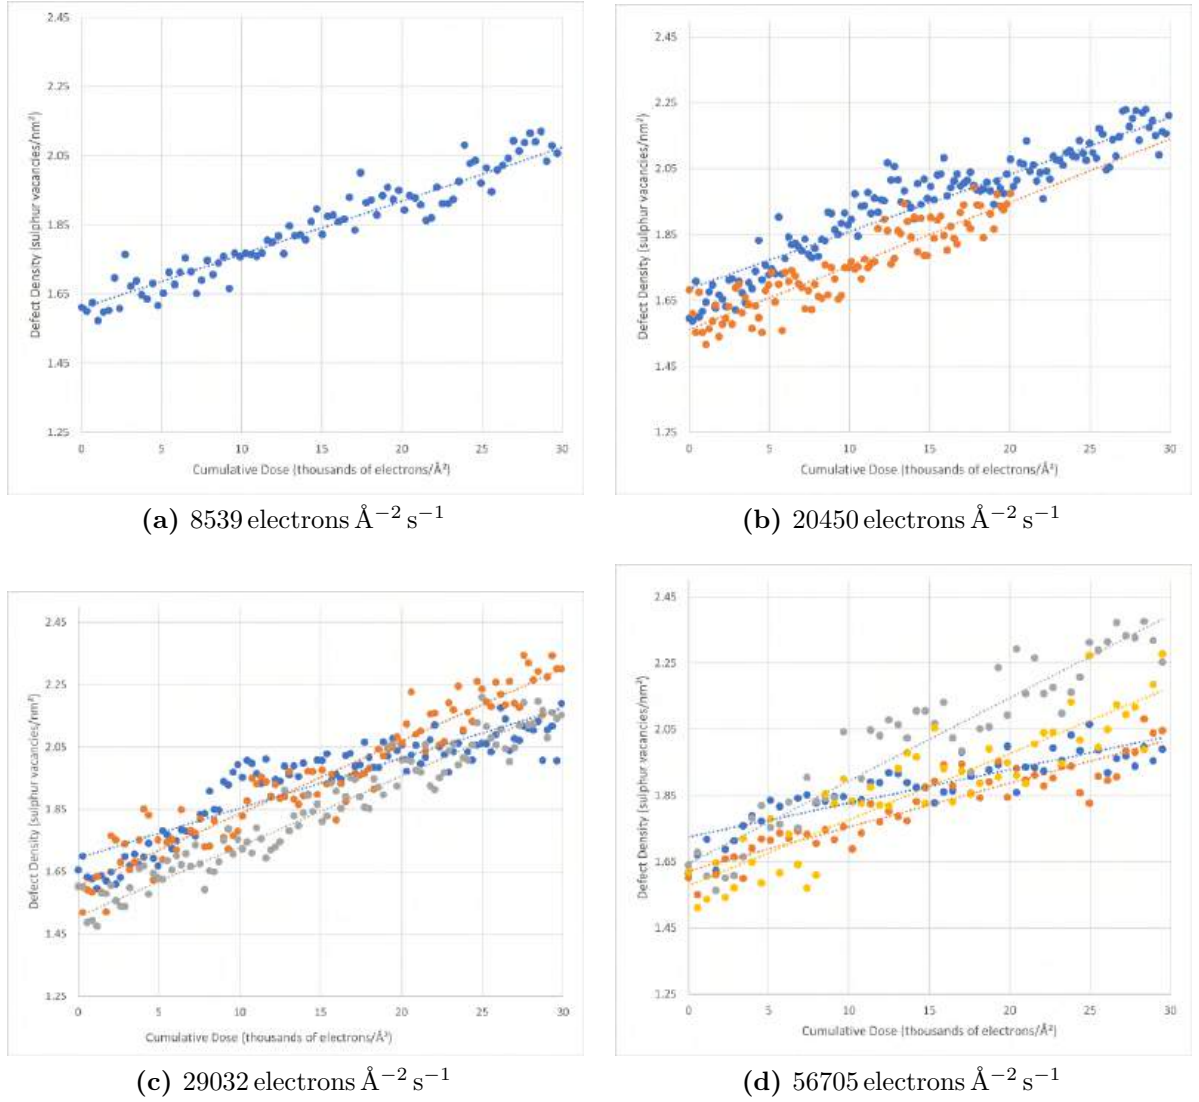 2.45
2.25
2.05
1.85
1.65
1.45
1.25
Defect Density (sulphur vacancies/nm²)
0 5 10 15 20 25 30
Cumulative Dose (thousands of electrons/Å²)
(a) 8539 electrons Å⁻² s⁻¹
2.45
2.25
2.05
1.85
1.65
1.45
1.25
Defect Density (sulphur vacancies/nm²)
0 5 10 15 20 25 30
Cumulative Dose (thousands of electrons/Å²)
(b) 20450 electrons Å⁻² s⁻¹
2.45
2.25
2.05
1.85
1.65
1.45
1.25
Defect Density (sulphur vacancies/nm²)
0 5 10 15 20 25 30
Cumulative Dose (thousands of electrons/Å²)
(c) 29032 electrons Å⁻² s⁻¹
2.45
2.25
2.05
1.85
1.65
1.45
1.25
Defect Density (sulphur vacancies/nm²)
0 5 10 15 20 25 30
Cumulative Dose (thousands of electrons/Å²)
(d) 56705 electrons Å⁻² s⁻¹